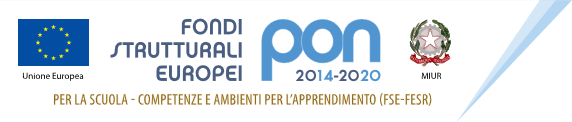 FONDI
STRUTTURALI
EUROPEI
pon
2014-2020
Unione Europea
MIUR
PER LA SCUOLA - COMPETENZE E AMBIENTI PER L'APPRENDIMENTO (FSE-FESR)